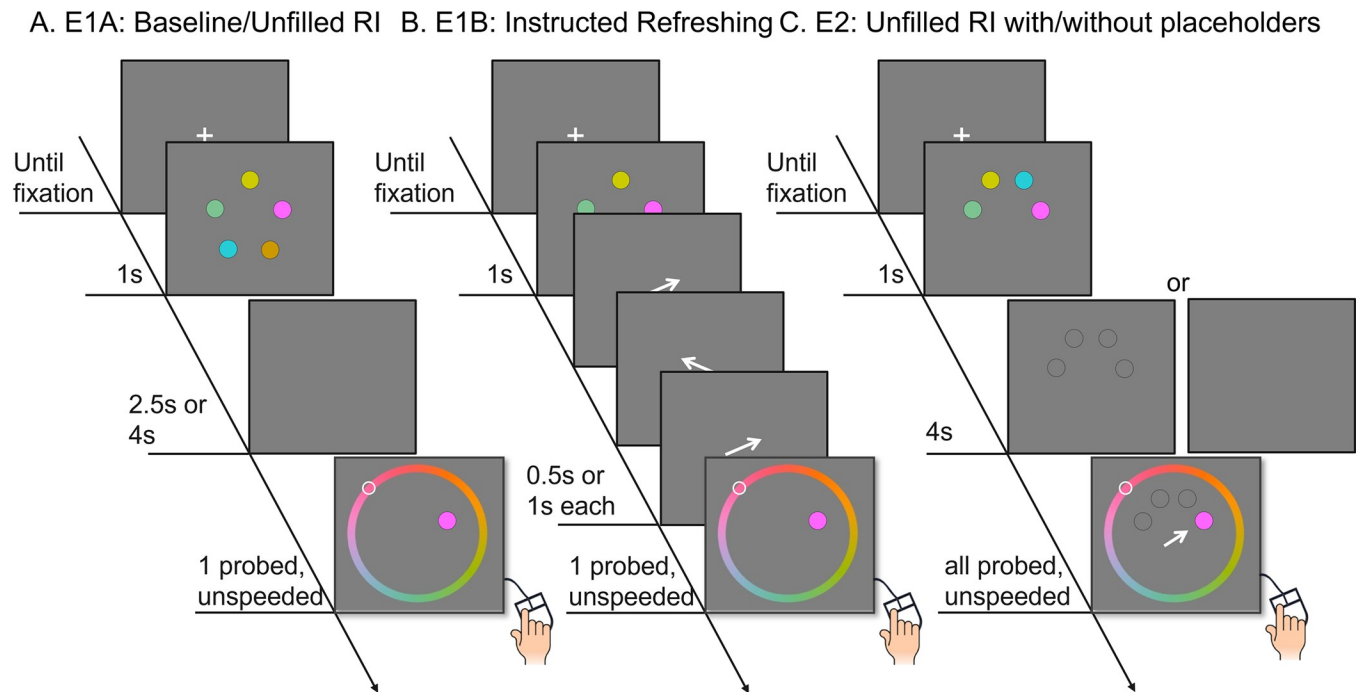 A. E1A: Baseline/Unfilled RI
Until
fixation
1s
2.5s or
4s
1 probed,
unspeeded
B. E1B: Instructed Refreshing
Until
fixation
1s
0.5s or
1s each
1 probed,
unspeeded
C. E2: Unfilled RI with/without placeholders
Until
fixation
1s
or
4s
all probed,
unspeeded